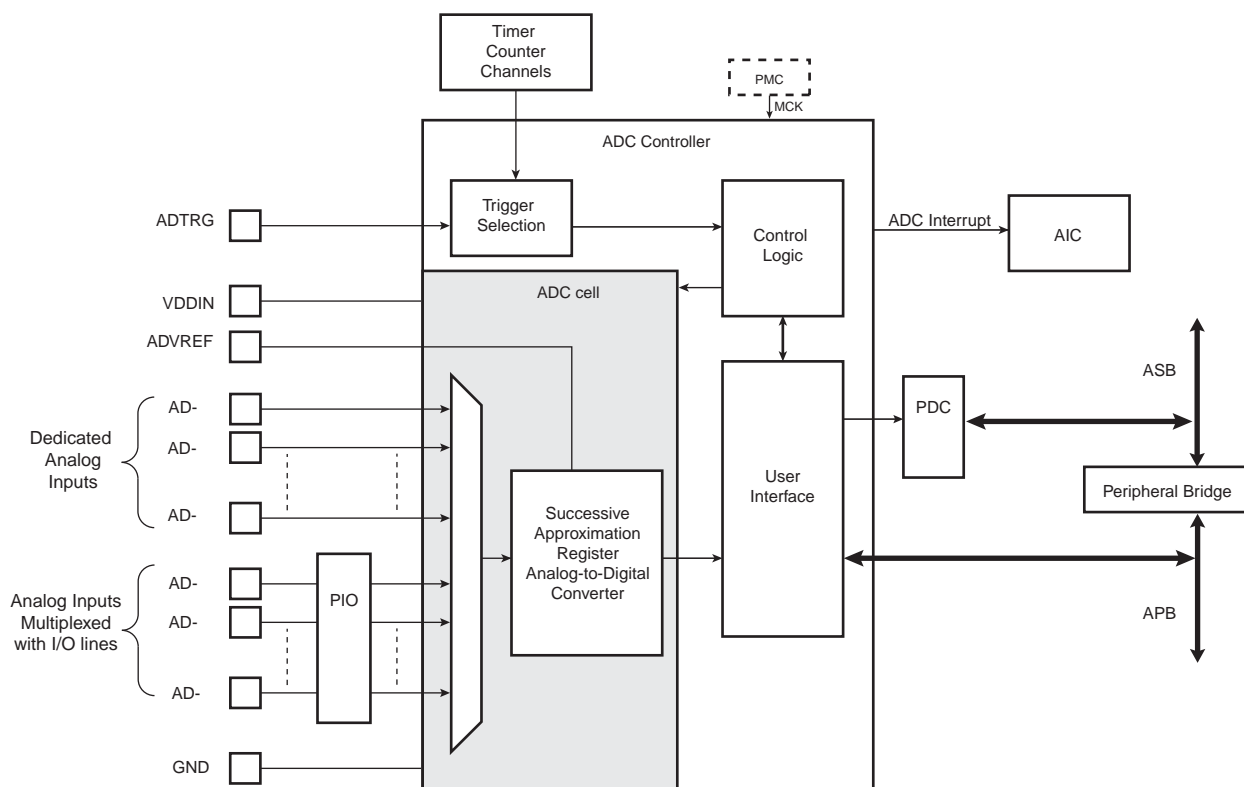 Timer
Counter
Channels
PMC
MCK
ADC Controller
ADTRG
Trigger
Selection
Control
Logic
ADC Interrupt
AIC
VDDIN
ADC cell
ADVREF
ASB
Dedicated
Analog
Inputs
AD-
AD-
AD-
PDC
User
Interface
Peripheral Bridge
Successive
Approximation
Register
Analog-to-Digital
Converter
Analog Inputs
Multiplexed
with I/O lines
AD-
AD-
AD-
PIO
APB
GND